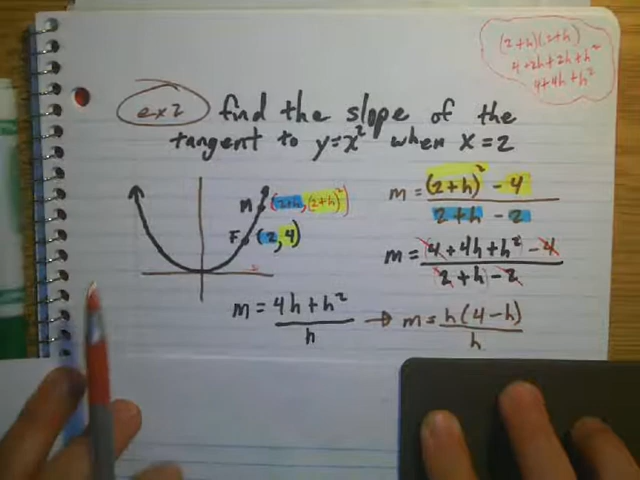 (2+h)(2+h)
4+2h+2h+h²
4+4h+h²
ex 2 find the slope of the
tangent to y=x² when x=2
M (2+h, (2+h)²)
F (2,4)
m = (2+h)² - 4 / 2+h - 2
m = 4+4h+h²-4 / 2+h-2
m = 4h+h² / h → m = h(4-h) / h